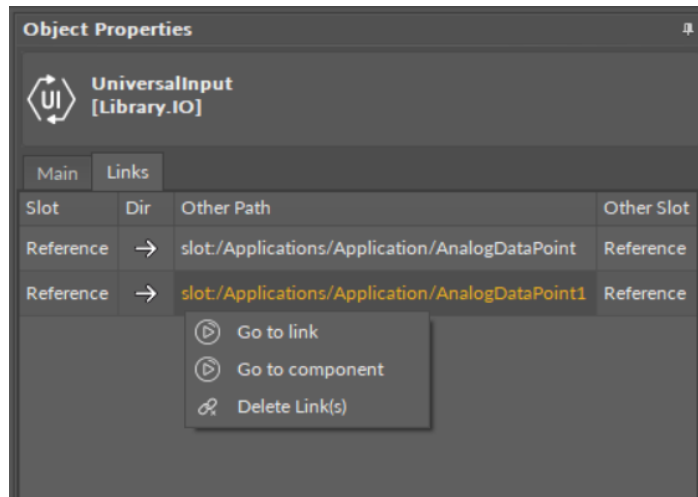 Object Properties
UI
UniversalInput
[Library.IO]
Main Links
Slot Dir Other Path Other Slot
Reference → slot:/Applications/Application/AnalogDataPoint Reference
Reference → slot:/Applications/Application/AnalogDataPoint1 Reference
Go to link
Go to component
Delete Link(s)